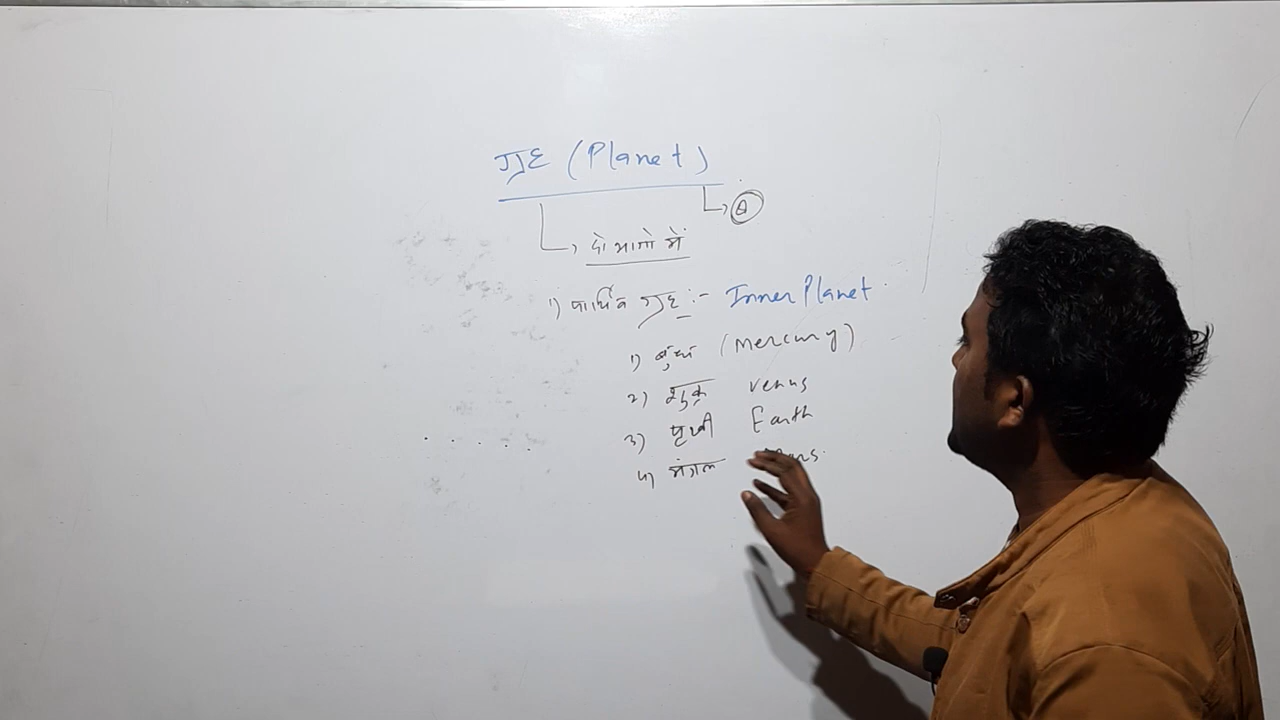 ग्रह (Planet)
8
दो भागो में
1) पार्थिव ग्रह :- Inner Planet
1) बुध (Mercury)
2) शुक्र Venus
3) पृथ्वी Earth
4) मंगल